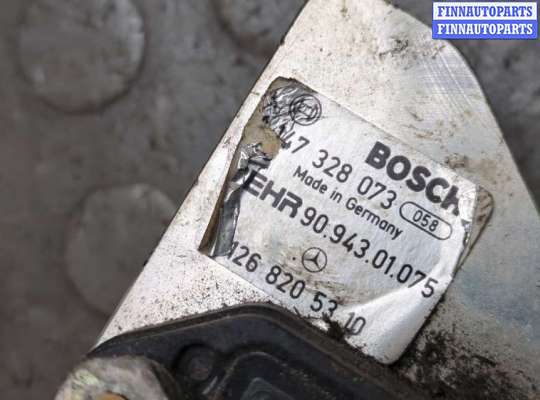 FINNAUTOPARTS
FINNAUTOPARTS
BOSCH
47 328 073 058
Made in Germany
EHR 90.943.01.075
126 820 53 10